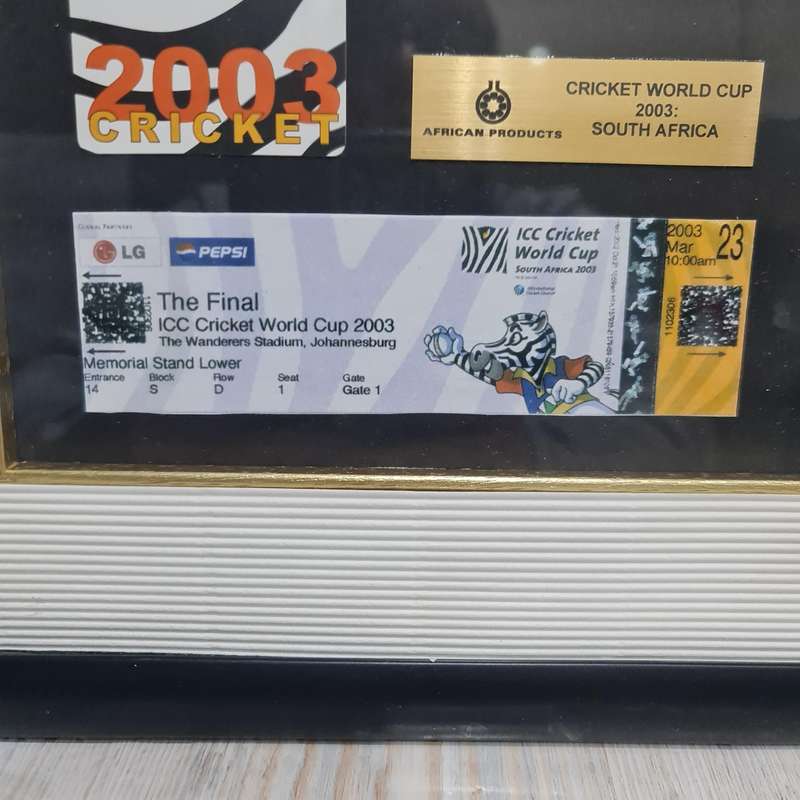 2003
CRICKET
AFRICAN PRODUCTS
CRICKET WORLD CUP
2003:
SOUTH AFRICA
LG
PEPSI
ICC Cricket
World Cup
SOUTH AFRICA 2003
The Final
ICC Cricket World Cup 2003
The Wanderers Stadium, Johannesburg
Memorial Stand Lower
Entrance Block Row Seat Gate
14 S D 1 Gate 1
2003
Mar 23
10:00am
1102306